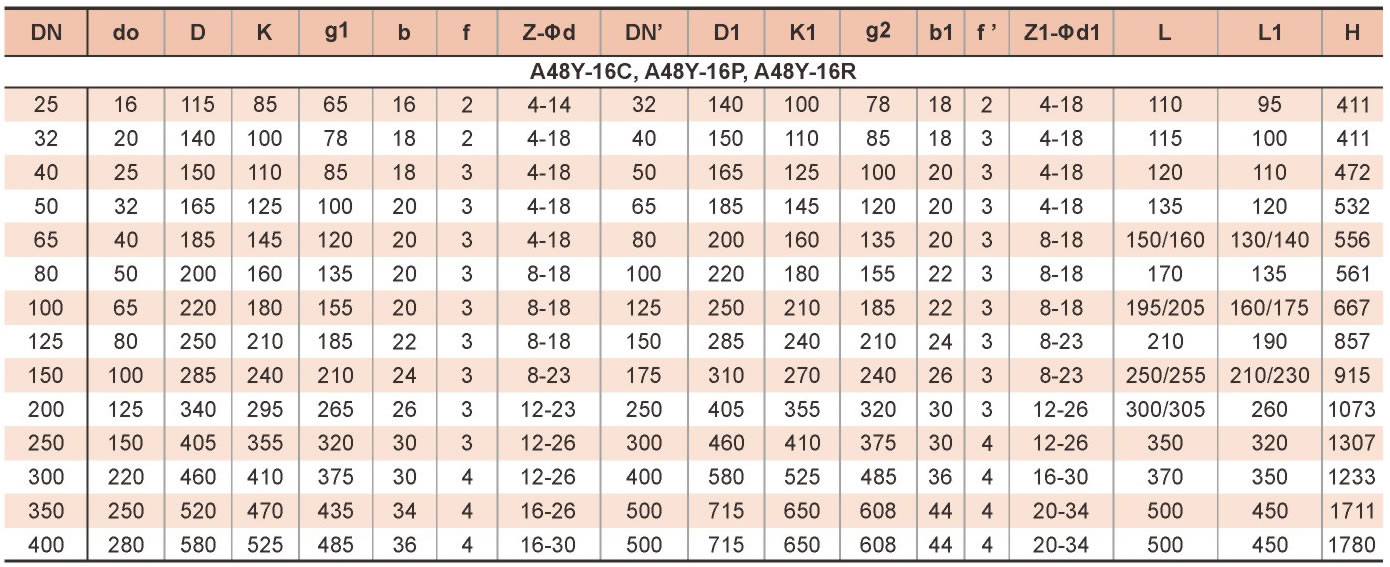 DN do D K g1 b f Z-Φd DN’ D1 K1 g2 b1 f ’ Z1-Φd1 L L1 H
A48Y-16C, A48Y-16P, A48Y-16R
25 16 115 85 65 16 2 4-14 32 140 100 78 18 2 4-18 110 95 411
32 20 140 100 78 18 2 4-18 40 150 110 85 18 3 4-18 115 100 411
40 25 150 110 85 18 3 4-18 50 165 125 100 20 3 4-18 120 110 472
50 32 165 125 100 20 3 4-18 65 185 145 120 20 3 4-18 135 120 532
65 40 185 145 120 20 3 4-18 80 200 160 135 20 3 8-18 150/160 130/140 556
80 50 200 160 135 20 3 8-18 100 220 180 155 22 3 8-18 170 135 561
100 65 220 180 155 20 3 8-18 125 250 210 185 22 3 8-18 195/205 160/175 667
125 80 250 210 185 22 3 8-18 150 285 240 210 24 3 8-23 210 190 857
150 100 285 240 210 24 3 8-23 175 310 270 240 26 3 8-23 250/255 210/230 915
200 125 340 295 265 26 3 12-23 250 405 355 320 30 3 12-26 300/305 260 1073
250 150 405 355 320 30 3 12-26 300 460 410 375 30 4 12-26 350 320 1307
300 220 460 410 375 30 4 12-26 400 580 525 485 36 4 16-30 370 350 1233
350 250 520 470 435 34 4 16-26 500 715 650 608 44 4 20-34 500 450 1711
400 280 580 525 485 36 4 16-30 500 715 650 608 44 4 20-34 500 450 1780